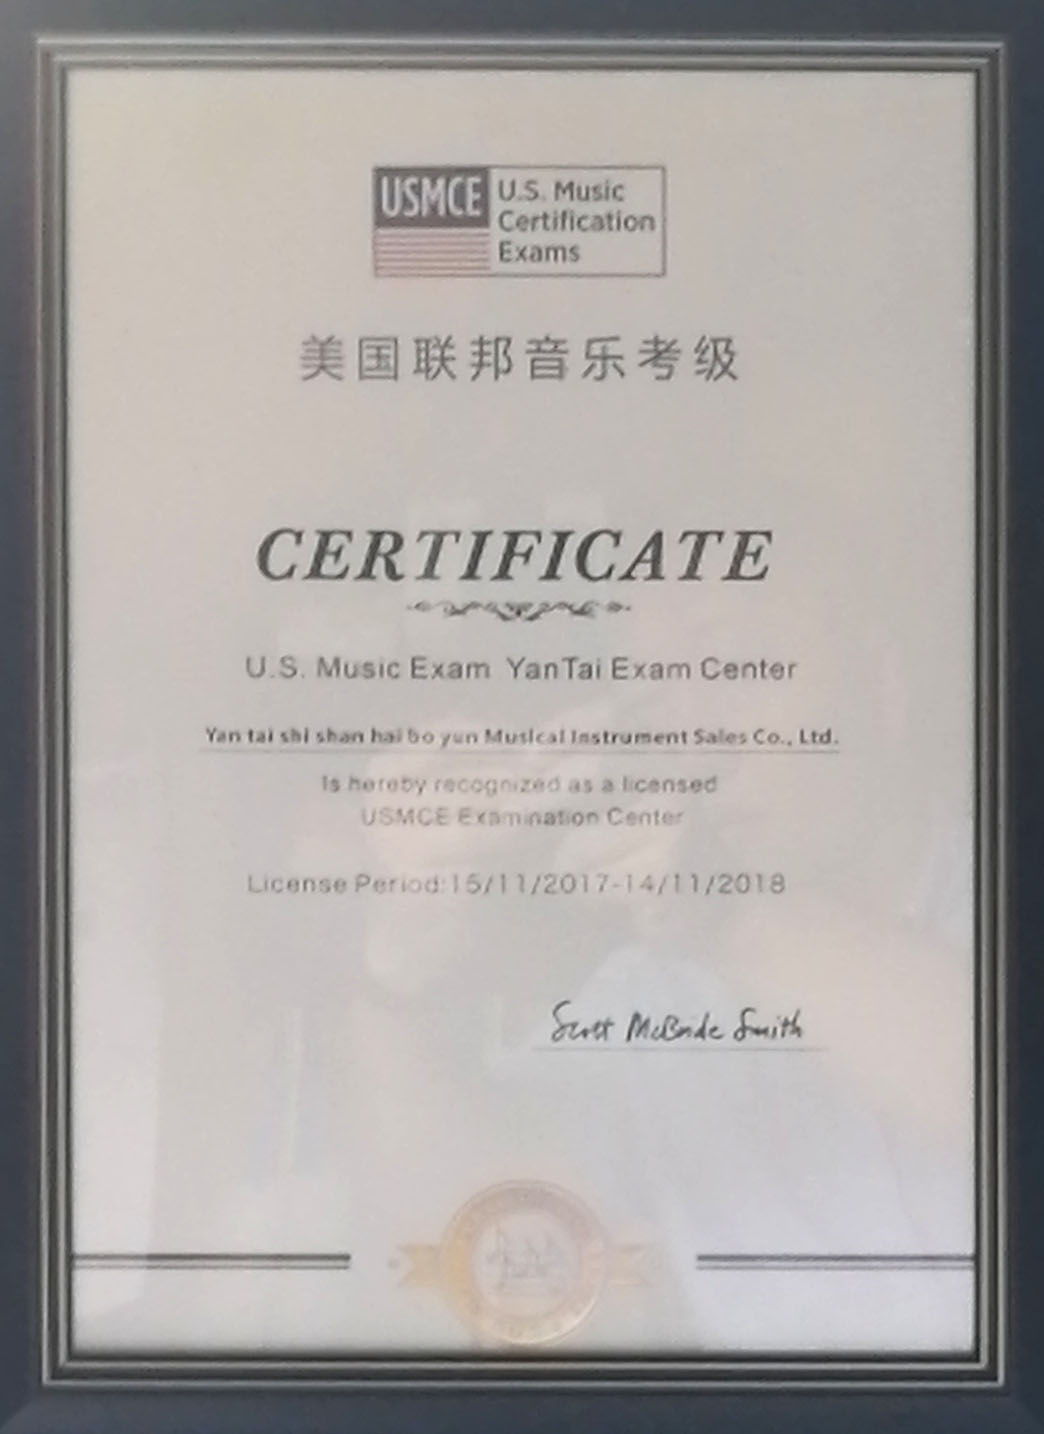 USMCE
U.S. Music
Certification
Exams
美国联邦音乐考级
CERTIFICATE
U.S. Music Exam YanTai Exam Center
Yan tai shi shan hai bo yun Musical Instrument Sales Co., Ltd.
Is hereby recognized as a licensed
USMCE Examination Center
License Period:15/11/2017-14/11/2018
Scott McBride Smith